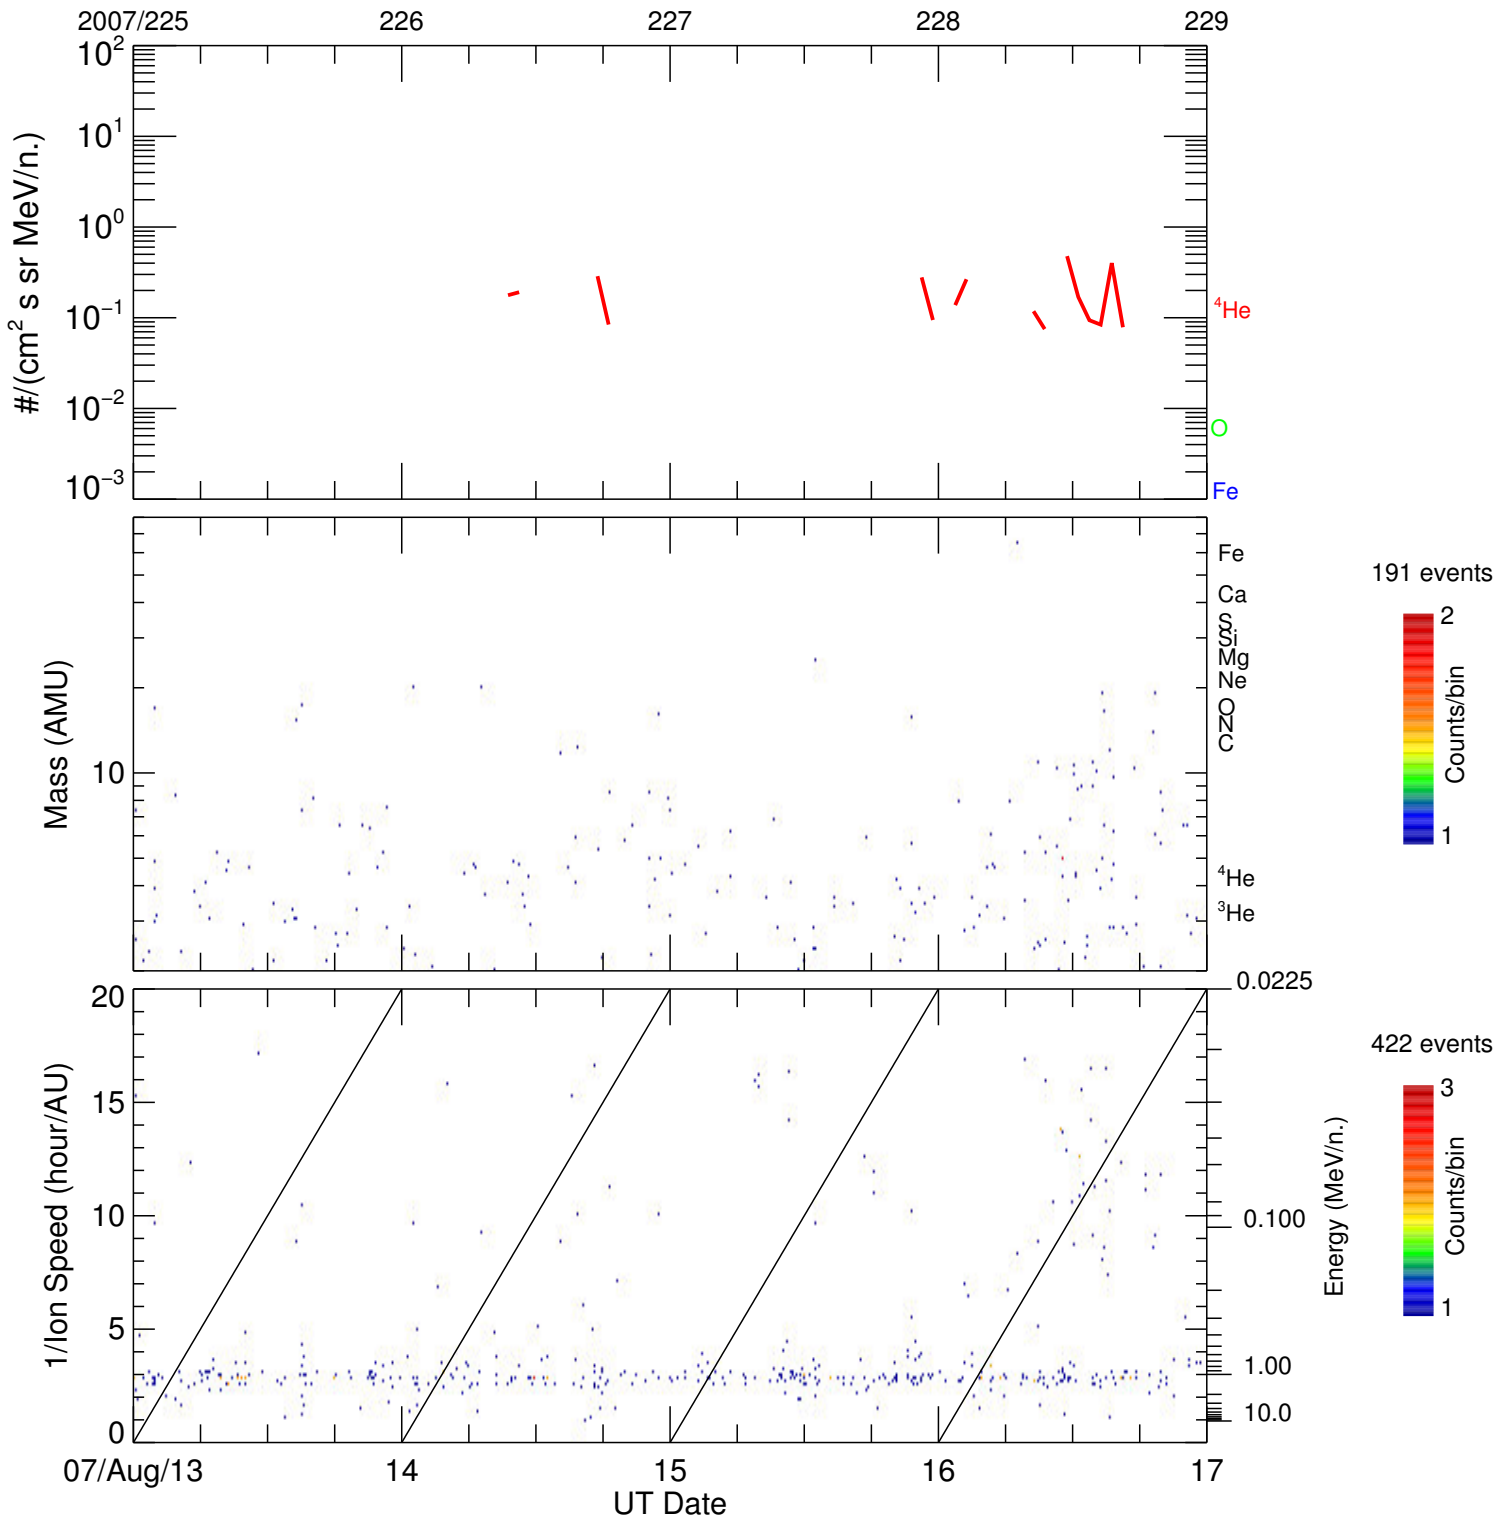 2007/225 226 227 228 229
10^2
10^1
10^0
10^-1
10^-2
10^-3
#/(cm^2 s sr MeV/n.)
^4He
O
Fe
Mass (AMU)
10
Fe
Ca
S
Si
Mg
Ne
O
N
C
^4He
^3He
191 events
2
Counts/bin
1
20
15
10
5
0
1/Ion Speed (hour/AU)
0.0225
0.100
1.00
10.0
Energy (MeV/n.)
422 events
3
Counts/bin
1
07/Aug/13 14 15 16 17
UT Date